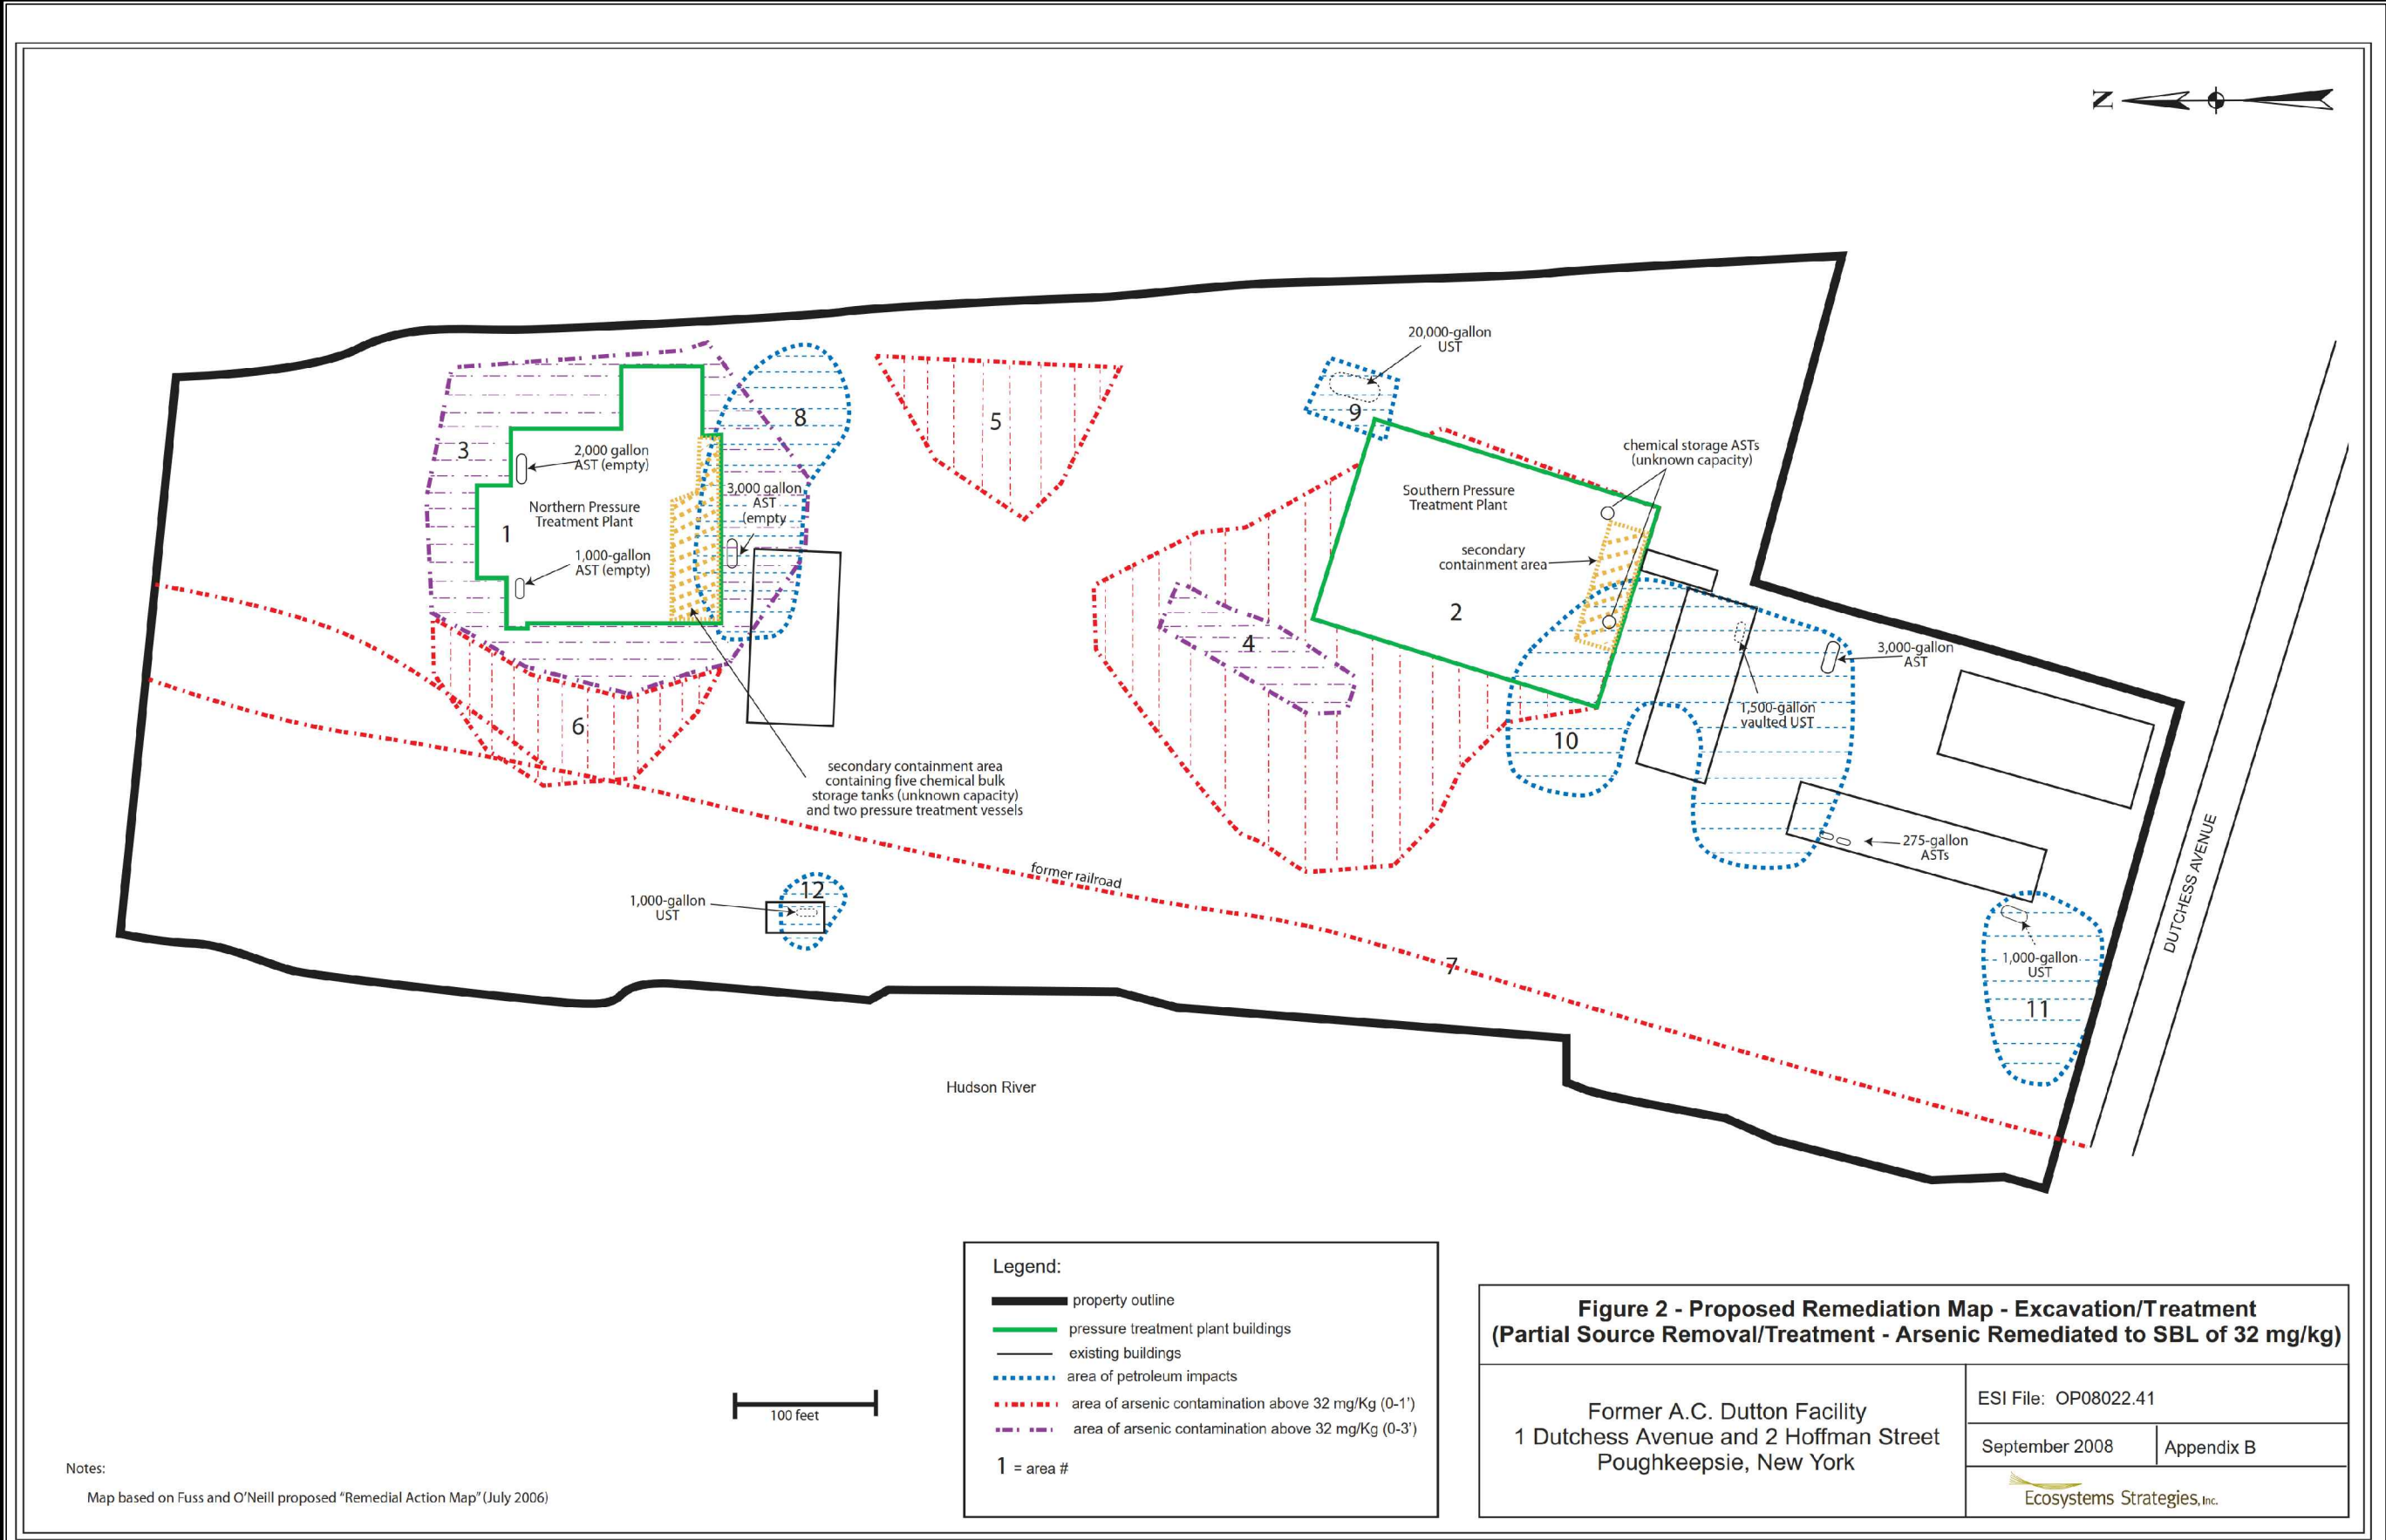 N
20,000-gallon
UST
8
5
9
3
2,000 gallon
AST (empty)
chemical storage ASTs
(unknown capacity)
3,000 gallon
AST
(empty
Northern Pressure
Treatment Plant
1
Southern Pressure
Treatment Plant
1,000-gallon
AST (empty)
secondary
containment area
2
4
3,000-gallon
AST
1,500-gallon
vaulted UST
6
10
secondary containment area
containing five chemical bulk
storage tanks (unknown capacity)
and two pressure treatment vessels
275-gallon
ASTs
DUTCHESS AVENUE
former railroad
12
1,000-gallon
UST
7
1,000-gallon
UST
11
Hudson River
Legend:
property outline
pressure treatment plant buildings
existing buildings
area of petroleum impacts
area of arsenic contamination above 32 mg/Kg (0-1')
area of arsenic contamination above 32 mg/Kg (0-3')
1 = area #
100 feet
Notes:
Map based on Fuss and O'Neill proposed “Remedial Action Map” (July 2006)
Figure 2 - Proposed Remediation Map - Excavation/Treatment
(Partial Source Removal/Treatment - Arsenic Remediated to SBL of 32 mg/kg)
Former A.C. Dutton Facility
1 Dutchess Avenue and 2 Hoffman Street
Poughkeepsie, New York
ESI File: OP08022.41
September 2008
Appendix B
Ecosystems Strategies, Inc.